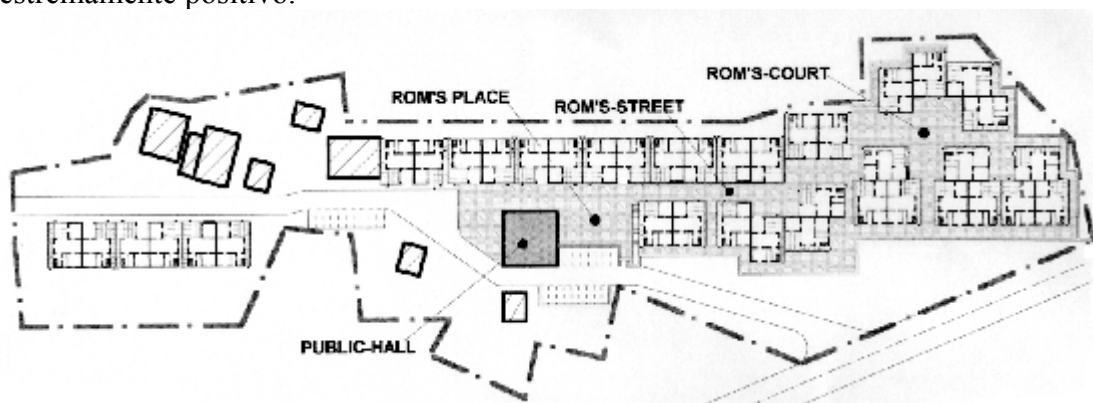 estremamente positivo.
ROM'S-COURT
ROM'S PLACE
ROM'S-STREET
PUBLIC-HALL